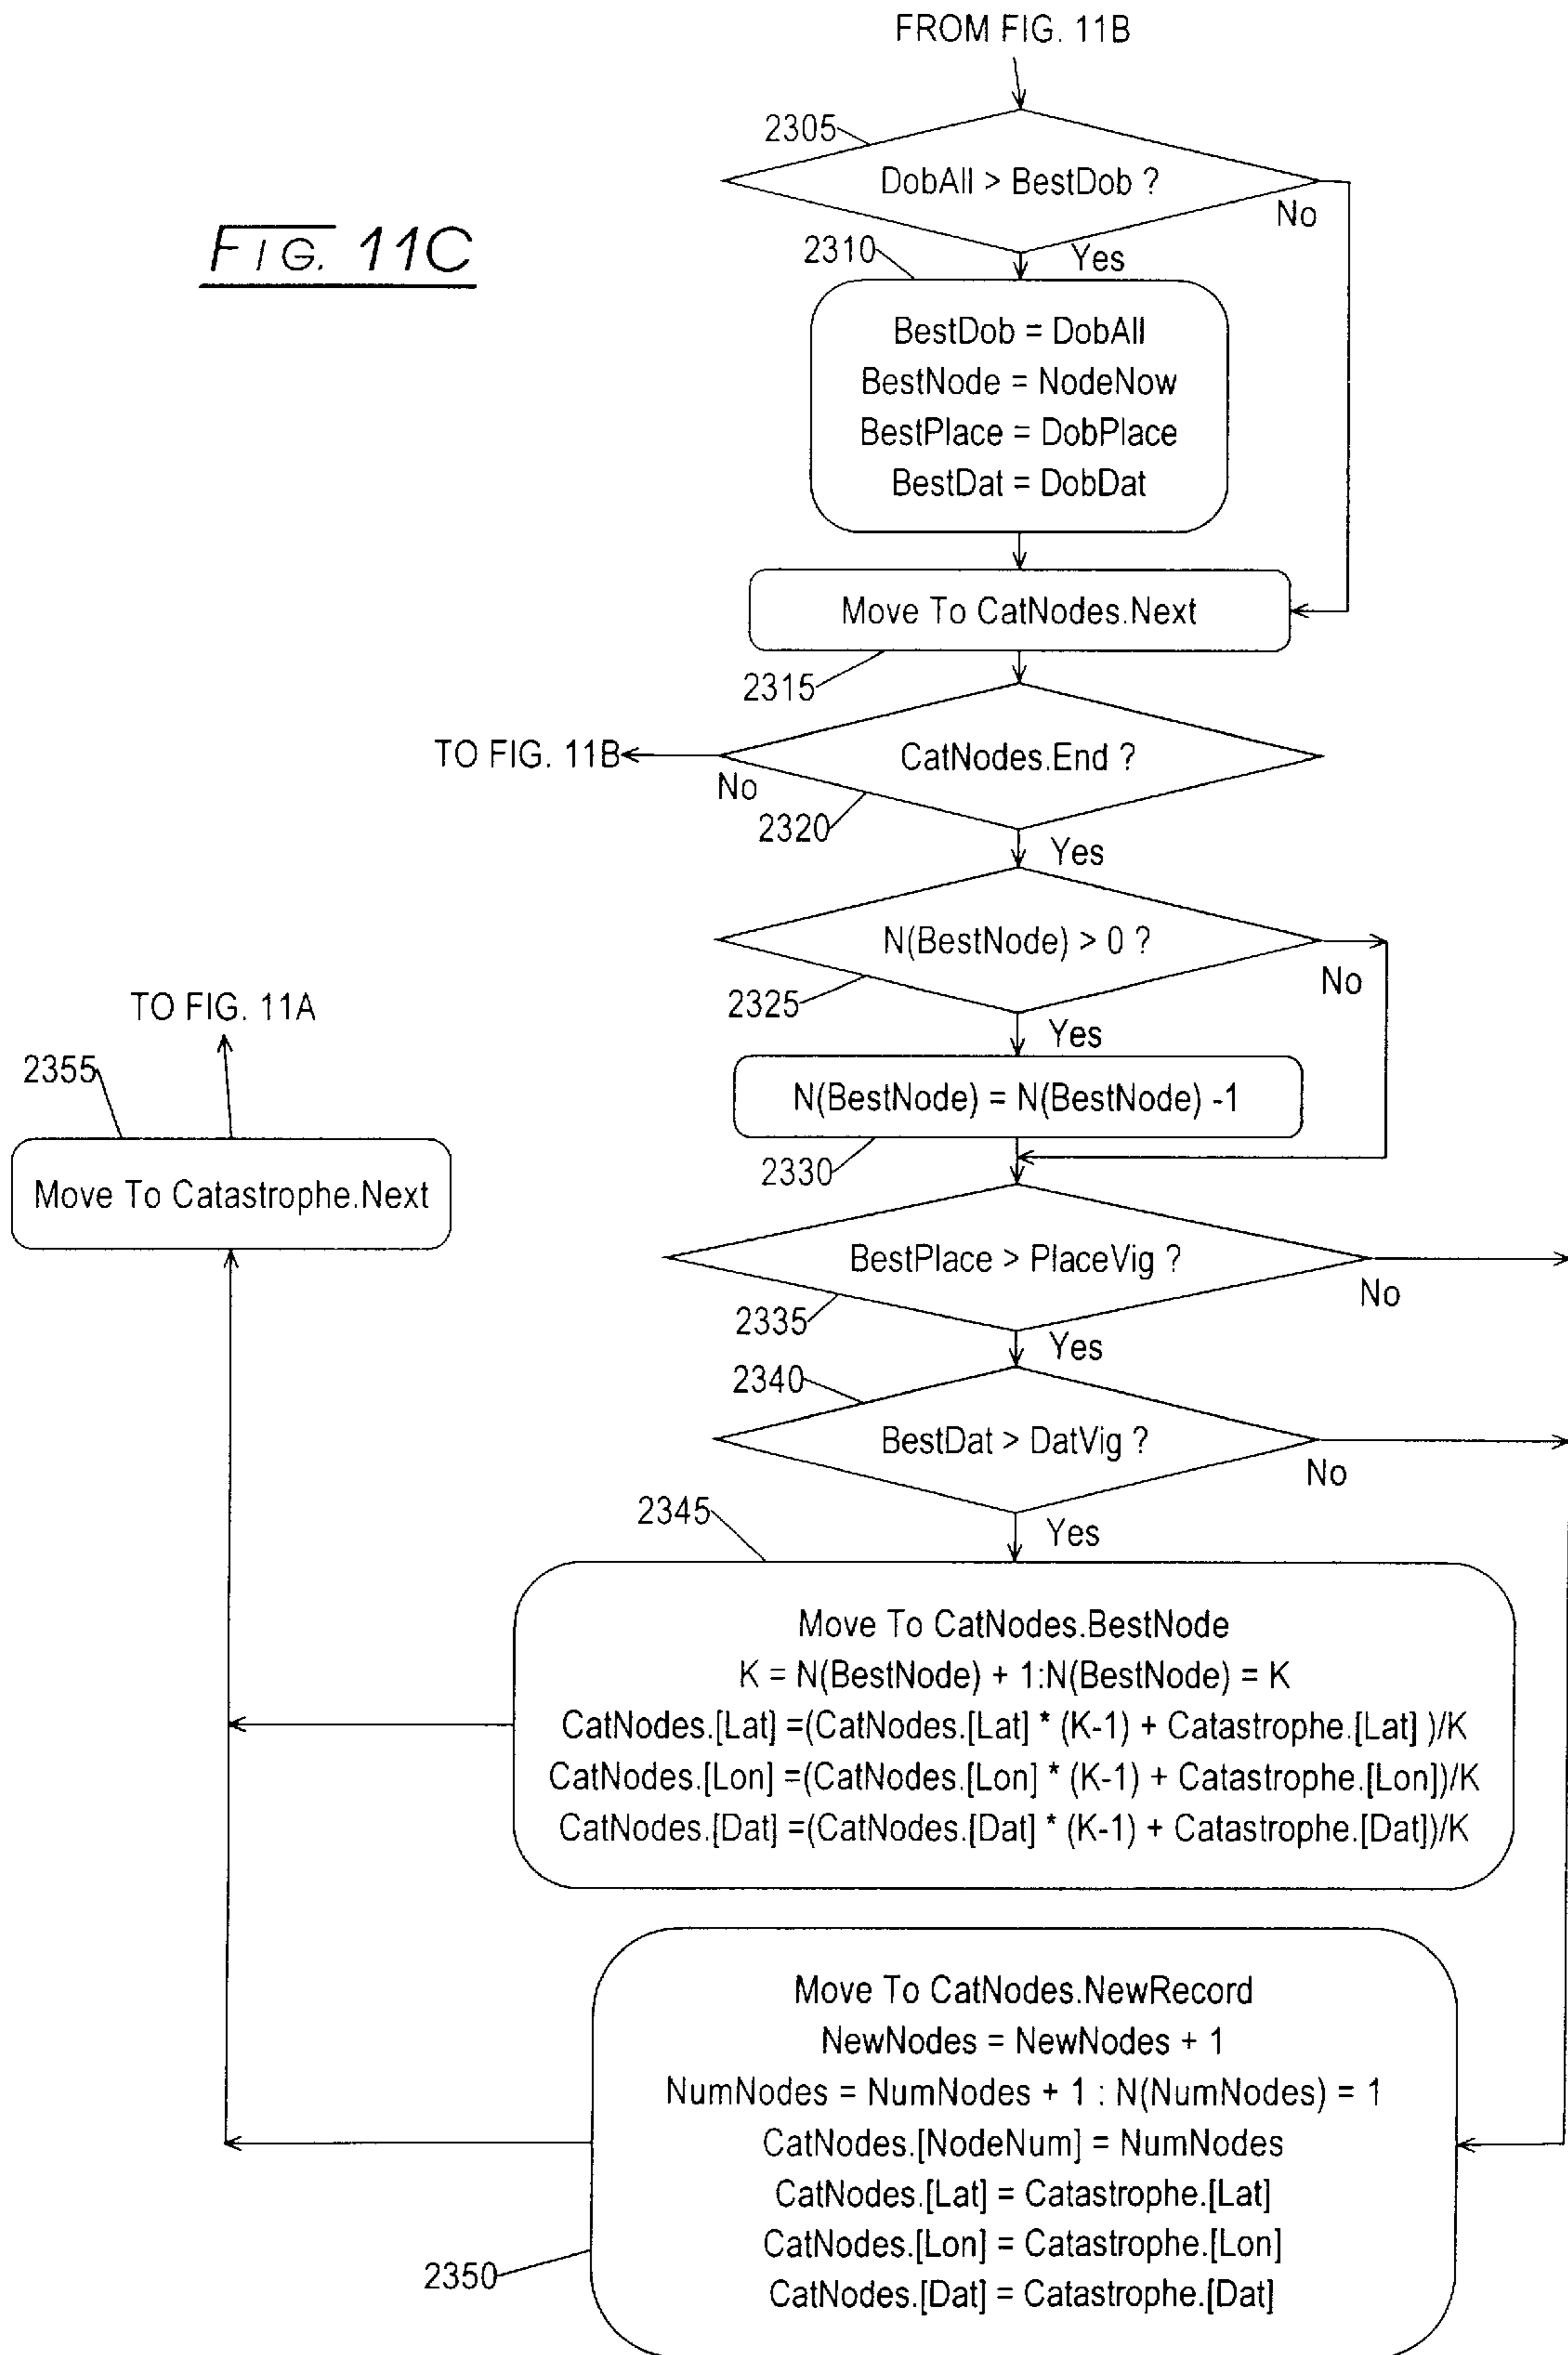 FROM FIG. 11B
2305
DobAll > BestDob ?
No
FIG. 11C
2310
Yes
BestDob = DobAll
BestNode = NodeNow
BestPlace = DobPlace
BestDat = DobDat
Move To CatNodes.Next
2315
TO FIG. 11B
CatNodes.End ?
No
2320
Yes
N(BestNode) > 0 ?
No
2325
TO FIG. 11A
Yes
2355
N(BestNode) = N(BestNode) -1
2330
Move To Catastrophe.Next
BestPlace > PlaceVig ?
No
2335
Yes
2340
BestDat > DatVig ?
No
2345
Yes
Move To CatNodes.BestNode
K = N(BestNode) + 1:N(BestNode) = K
CatNodes.[Lat] =(CatNodes.[Lat] * (K-1) + Catastrophe.[Lat] )/K
CatNodes.[Lon] =(CatNodes.[Lon] * (K-1) + Catastrophe.[Lon])/K
CatNodes.[Dat] =(CatNodes.[Dat] * (K-1) + Catastrophe.[Dat])/K
Move To CatNodes.NewRecord
NewNodes = NewNodes + 1
NumNodes = NumNodes + 1 : N(NumNodes) = 1
CatNodes.[NodeNum] = NumNodes
CatNodes.[Lat] = Catastrophe.[Lat]
CatNodes.[Lon] = Catastrophe.[Lon]
2350
CatNodes.[Dat] = Catastrophe.[Dat]